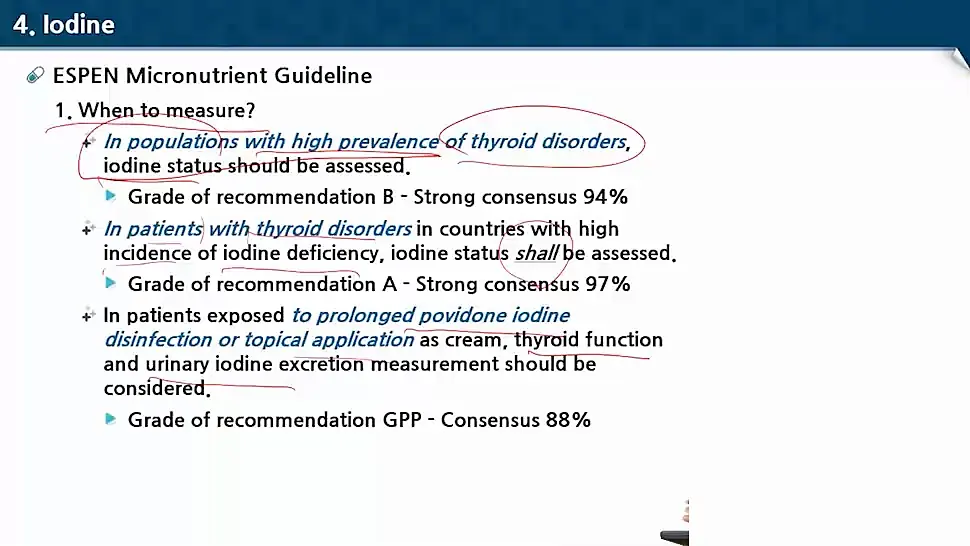 4. Iodine
ESPEN Micronutrient Guideline
1. When to measure?
In populations with high prevalence of thyroid disorders,
iodine status should be assessed.
Grade of recommendation B - Strong consensus 94%
In patients with thyroid disorders in countries with high
incidence of iodine deficiency, iodine status shall be assessed.
Grade of recommendation A - Strong consensus 97%
In patients exposed to prolonged povidone iodine
disinfection or topical application as cream, thyroid function
and urinary iodine excretion measurement should be
considered.
Grade of recommendation GPP - Consensus 88%